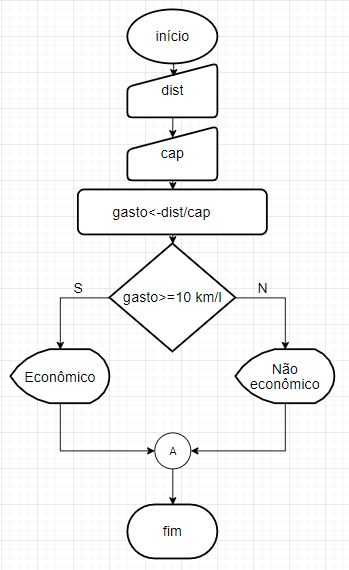 início
dist
cap
gasto<-dist/cap
gasto>=10 km/l
S
N
Econômico
Não
econômico
A
fim